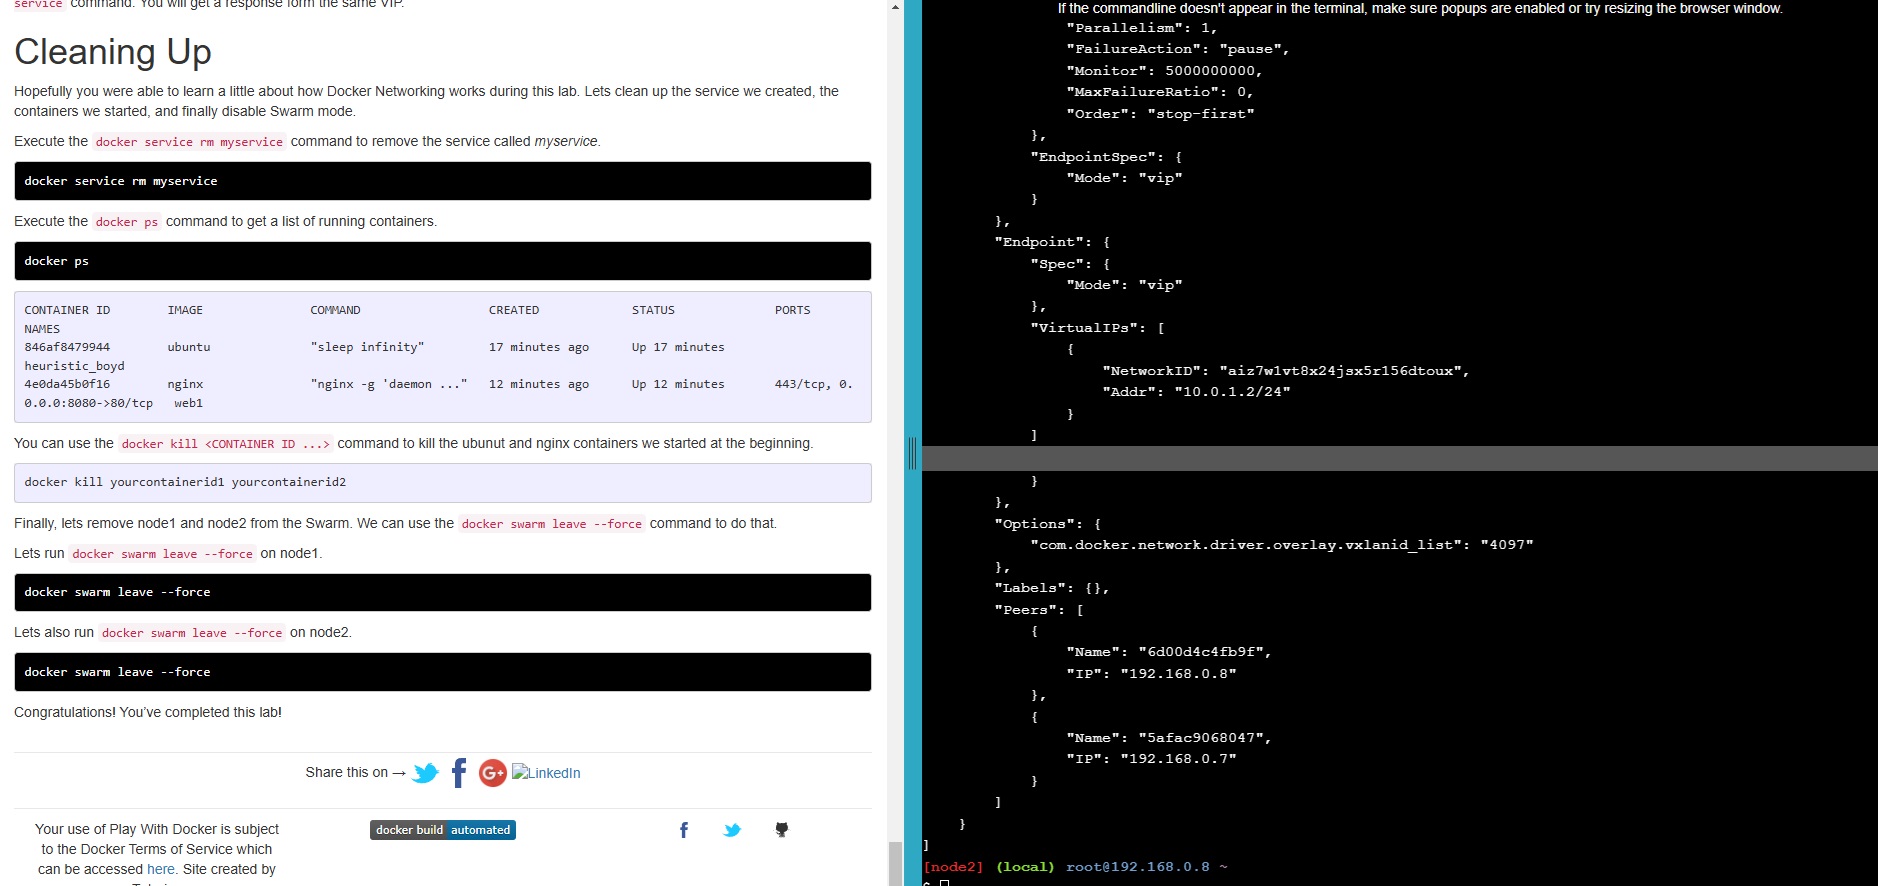 service command. You will get a response form the same VIP.
Cleaning Up
Hopefully you were able to learn a little about how Docker Networking works during this lab. Lets clean up the service we created, the
containers we started, and finally disable Swarm mode.
Execute the docker service rm myservice command to remove the service called myservice.
docker service rm myservice
Execute the docker ps command to get a list of running containers.
docker ps
CONTAINER ID        IMAGE               COMMAND                  CREATED             STATUS              PORTS
NAMES
846af8479944        ubuntu              "sleep infinity"         17 minutes ago      Up 17 minutes
heuristic_boyd
4e0da45b0f16        nginx               "nginx -g 'daemon ..."   12 minutes ago      Up 12 minutes       443/tcp, 0.
0.0.0:8080->80/tcp   web1
You can use the docker kill <CONTAINER ID ...> command to kill the ubunut and nginx containers we started at the beginning.
docker kill yourcontainerid1 yourcontainerid2
Finally, lets remove node1 and node2 from the Swarm. We can use the docker swarm leave --force command to do that.
Lets run docker swarm leave --force on node1.
docker swarm leave --force
Lets also run docker swarm leave --force on node2.
docker swarm leave --force
Congratulations! You've completed this lab!
Share this on → G+ LinkedIn
Your use of Play With Docker is subject
to the Docker Terms of Service which
can be accessed here. Site created by
docker build automated
If the commandline doesn't appear in the terminal, make sure popups are enabled or try resizing the browser window.
"Parallelism": 1,
"FailureAction": "pause",
"Monitor": 5000000000,
"MaxFailureRatio": 0,
"Order": "stop-first"
},
"EndpointSpec": {
"Mode": "vip"
}
},
"Endpoint": {
"Spec": {
"Mode": "vip"
},
"VirtualIPs": [
{
"NetworkID": "aiz7w1vt8x24jsx5r156dtoux",
"Addr": "10.0.1.2/24"
}
]
}
},
"Options": {
"com.docker.network.driver.overlay.vxlanid_list": "4097"
},
"Labels": {},
"Peers": [
{
"Name": "6d00d4c4fb9f",
"IP": "192.168.0.8"
},
{
"Name": "5afac9068047",
"IP": "192.168.0.7"
}
]
}
]
[node2] (local) root@192.168.0.8 ~
$